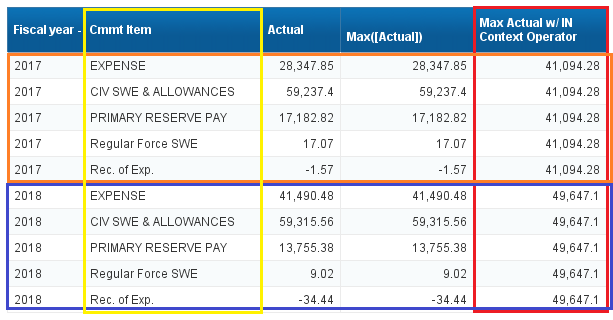 Fiscal year - Cmmt Item Actual Max([Actual]) Max Actual w/ IN
Context Operator
2017 EXPENSE 28,347.85 28,347.85 41,094.28
2017 CIV SWE & ALLOWANCES 59,237.4 59,237.4 41,094.28
2017 PRIMARY RESERVE PAY 17,182.82 17,182.82 41,094.28
2017 Regular Force SWE 17.07 17.07 41,094.28
2017 Rec. of Exp. -1.57 -1.57 41,094.28
2018 EXPENSE 41,490.48 41,490.48 49,647.1
2018 CIV SWE & ALLOWANCES 59,315.56 59,315.56 49,647.1
2018 PRIMARY RESERVE PAY 13,755.38 13,755.38 49,647.1
2018 Regular Force SWE 9.02 9.02 49,647.1
2018 Rec. of Exp. -34.44 -34.44 49,647.1